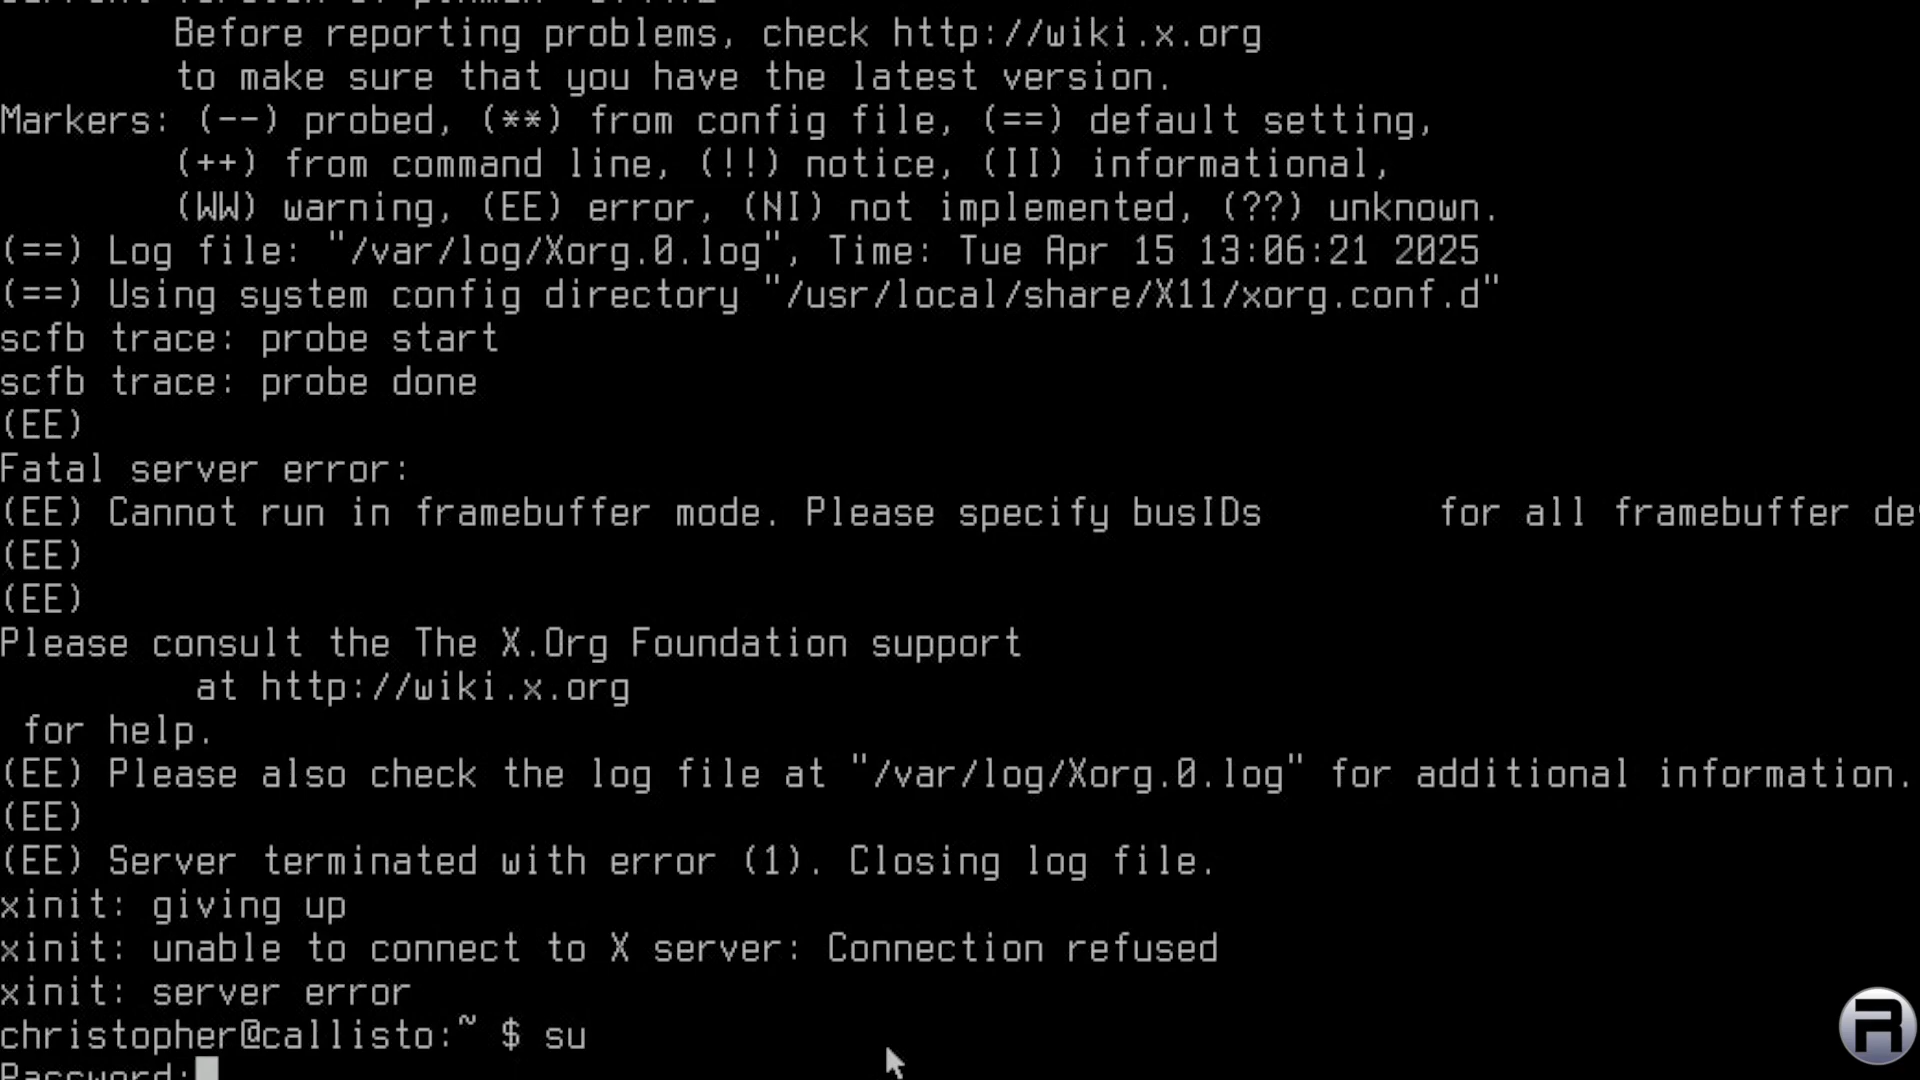 Before reporting problems, check http://wiki.x.org
to make sure that you have the latest version.
Markers: (--) probed, (**) from config file, (==) default setting,
(++) from command line, (!!) notice, (II) informational,
(WW) warning, (EE) error, (NI) not implemented, (??) unknown.
(==) Log file: "/var/log/Xorg.0.log", Time: Tue Apr 15 13:06:21 2025
(==) Using system config directory "/usr/local/share/X11/xorg.conf.d"
scfb trace: probe start
scfb trace: probe done
(EE)
Fatal server error:
(EE) Cannot run in framebuffer mode. Please specify busIDs        for all framebuffer de
(EE)
(EE)
Please consult the The X.Org Foundation support
at http://wiki.x.org
for help.
(EE) Please also check the log file at "/var/log/Xorg.0.log" for additional information.
(EE)
(EE) Server terminated with error (1). Closing log file.
xinit: giving up
xinit: unable to connect to X server: Connection refused
xinit: server error
christopher@callisto:~ $ su
Password:
R